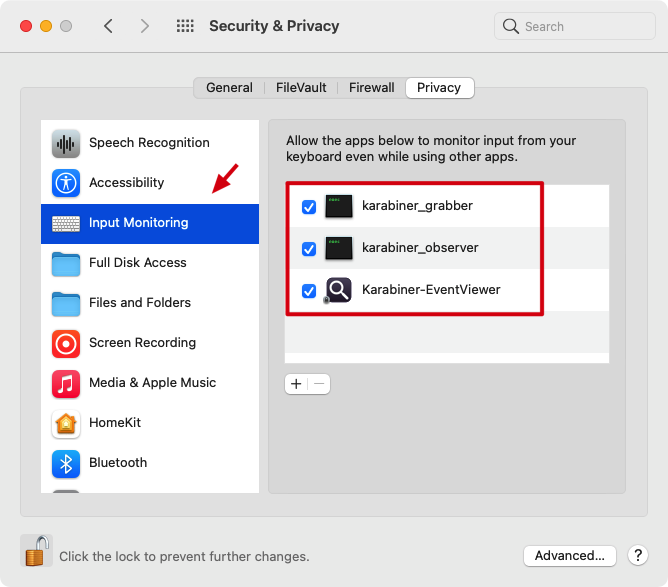 Security & Privacy
Search
General
FileVault
Firewall
Privacy
Speech Recognition
Accessibility
Input Monitoring
Full Disk Access
Files and Folders
Screen Recording
Media & Apple Music
HomeKit
Bluetooth
Allow the apps below to monitor input from your
keyboard even while using other apps.
karabiner_grabber
karabiner_observer
Karabiner-EventViewer
Click the lock to prevent further changes.
Advanced...
?